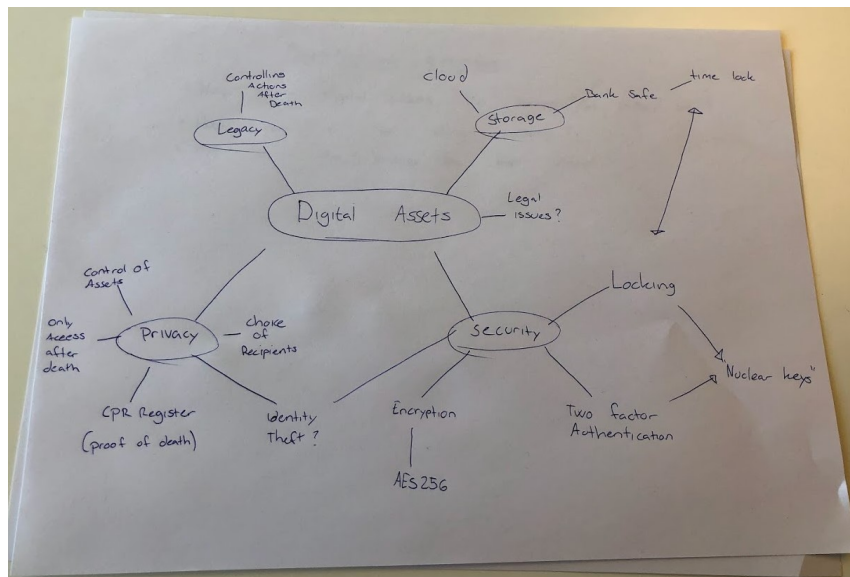 Controlling
Actions
After
Death
Legacy
cloud
Storage
Bank Safe
time lock
Digital Assets
Legal
issues?
Control of
Assets
Only
Access
after
death
Privacy
Choice
of
Recipients
CPR Register
(proof of death)
Identity
Theft?
Security
Locking
Encryption
AES256
Two factor
Authentication
Nuclear keys"